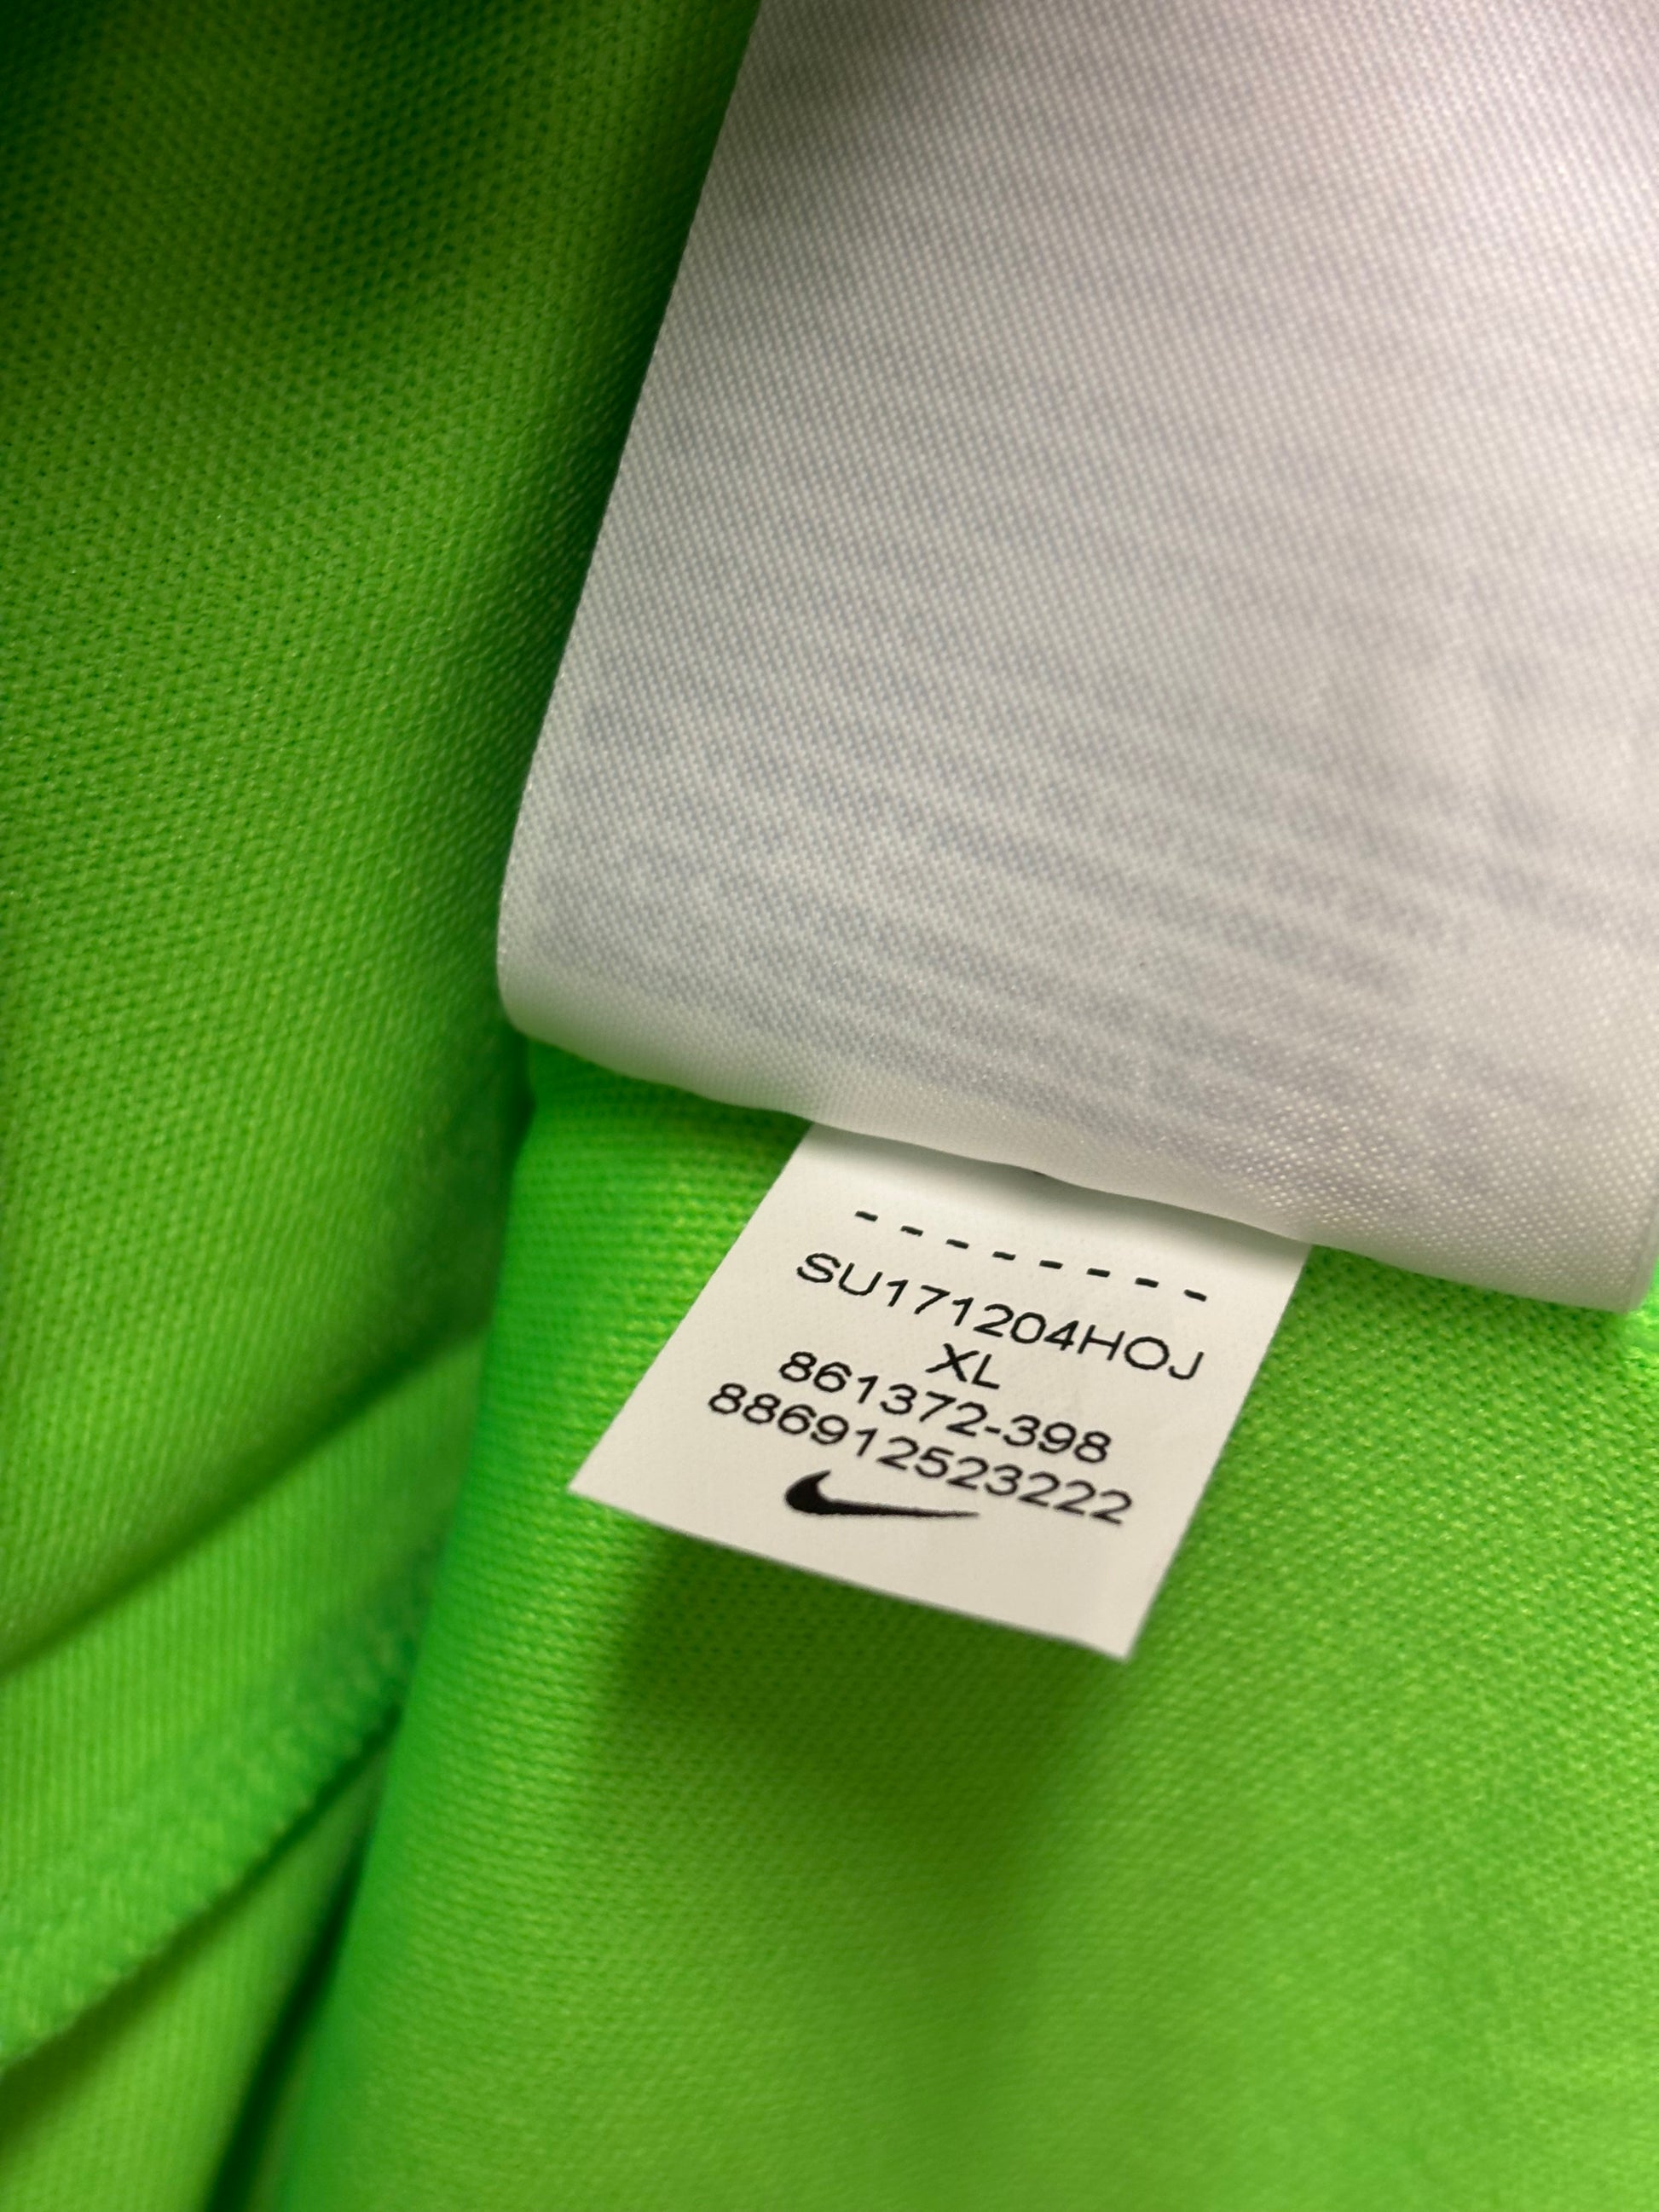 - - - - - - - -
SU171204HOJ
XL
861372-398
886912523222